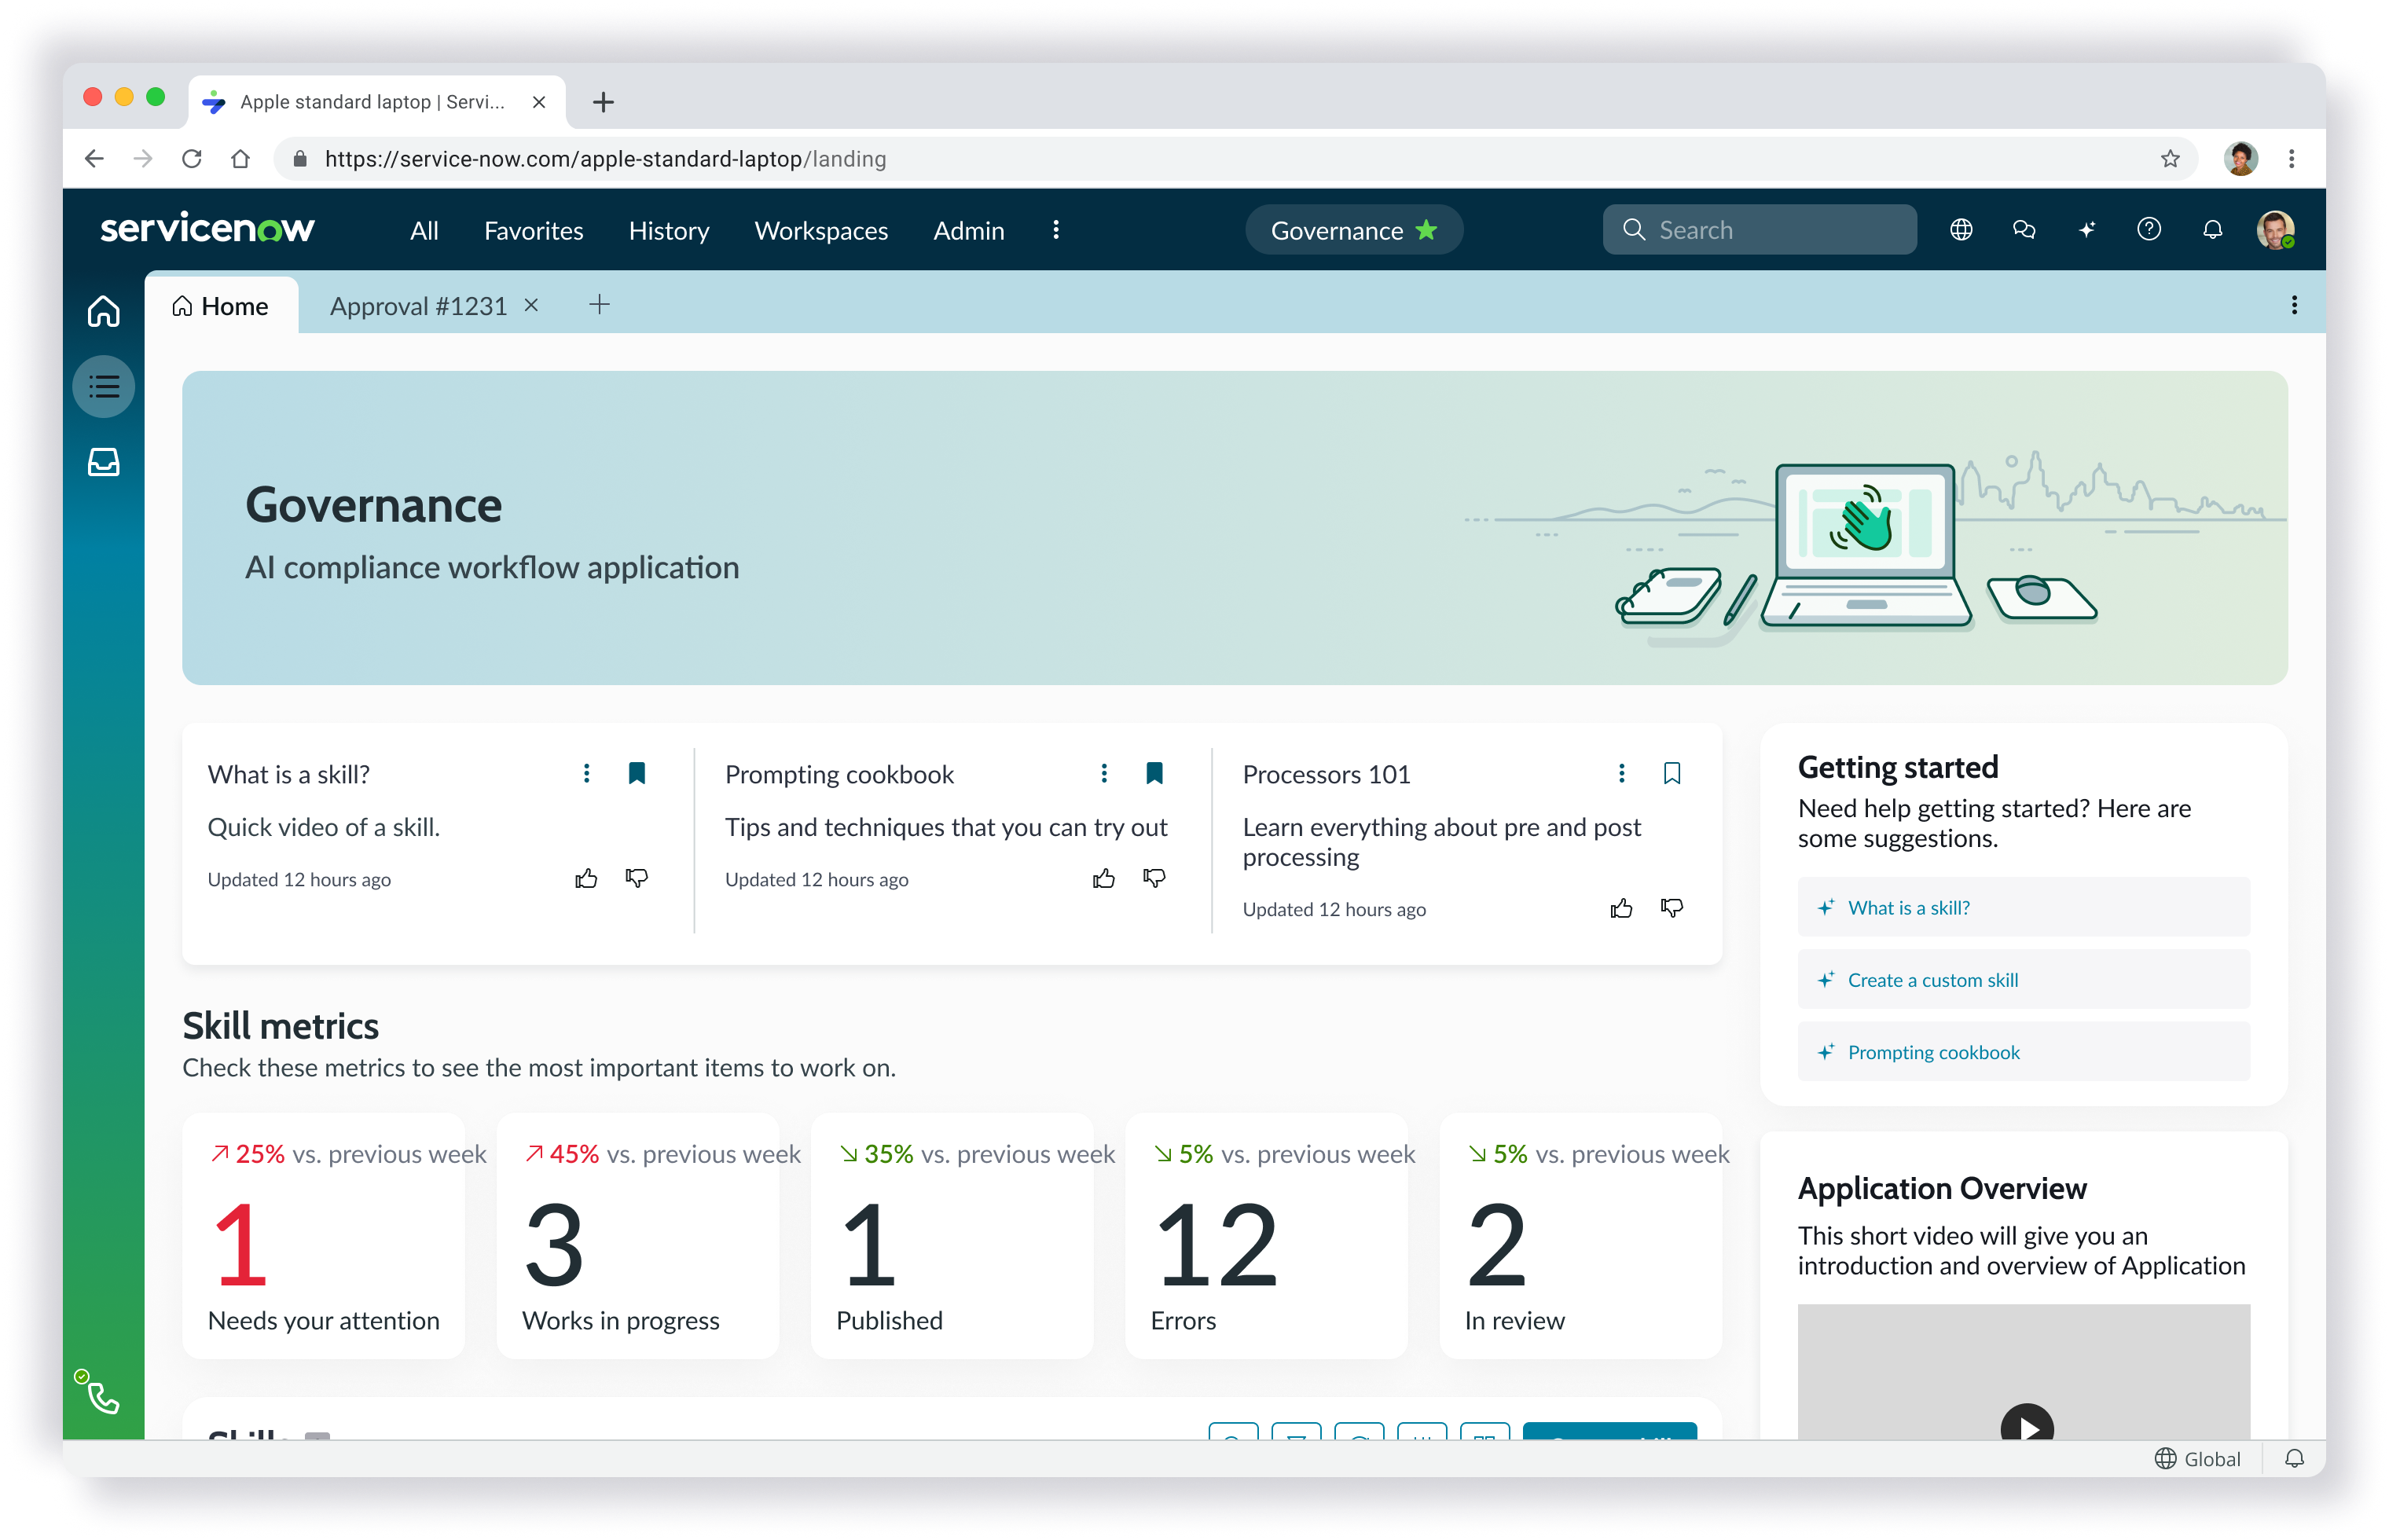 Apple standard laptop | Servi...
https://service-now.com/apple-standard-laptop/landing
servicenow
All
Favorites
History
Workspaces
Admin
Governance
Search
Home
Approval #1231
Governance
AI compliance workflow application
What is a skill?
Quick video of a skill.
Updated 12 hours ago
Prompting cookbook
Tips and techniques that you can try out
Updated 12 hours ago
Processors 101
Learn everything about pre and post
processing
Updated 12 hours ago
Getting started
Need help getting started? Here are
some suggestions.
What is a skill?
Create a custom skill
Prompting cookbook
Skill metrics
Check these metrics to see the most important items to work on.
25% vs. previous week
1
Needs your attention
45% vs. previous week
3
Works in progress
35% vs. previous week
1
Published
5% vs. previous week
12
Errors
5% vs. previous week
2
In review
Application Overview
This short video will give you an
introduction and overview of Application
Global